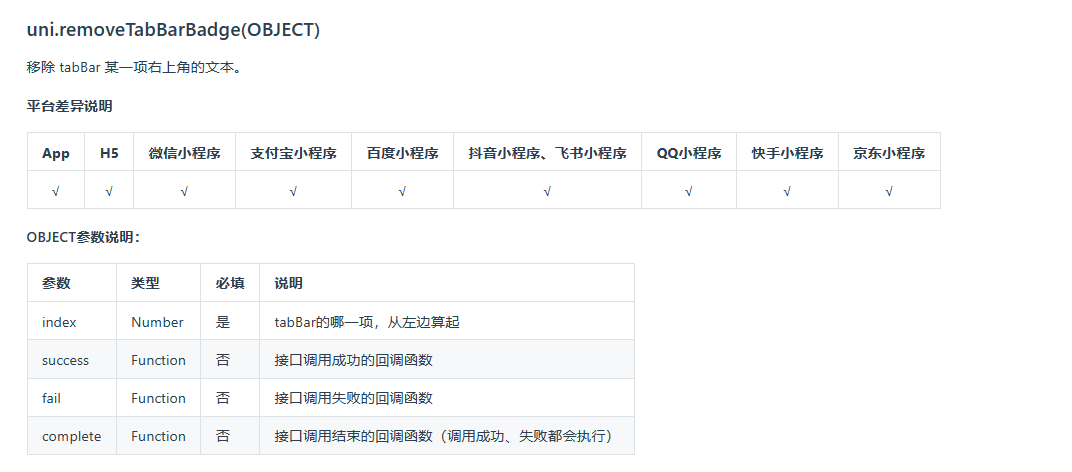 uni.removeTabBarBadge(OBJECT)
移除 tabBar 某一项右上角的文本。
平台差异说明
App H5 微信小程序 支付宝小程序 百度小程序 抖音小程序、飞书小程序 QQ小程序 快手小程序 京东小程序
√ √ √ √ √ √ √ √ √
OBJECT参数说明：
参数 类型 必填 说明
index Number 是 tabBar的哪一项，从左边算起
success Function 否 接口调用成功的回调函数
fail Function 否 接口调用失败的回调函数
complete Function 否 接口调用结束的回调函数（调用成功、失败都会执行）